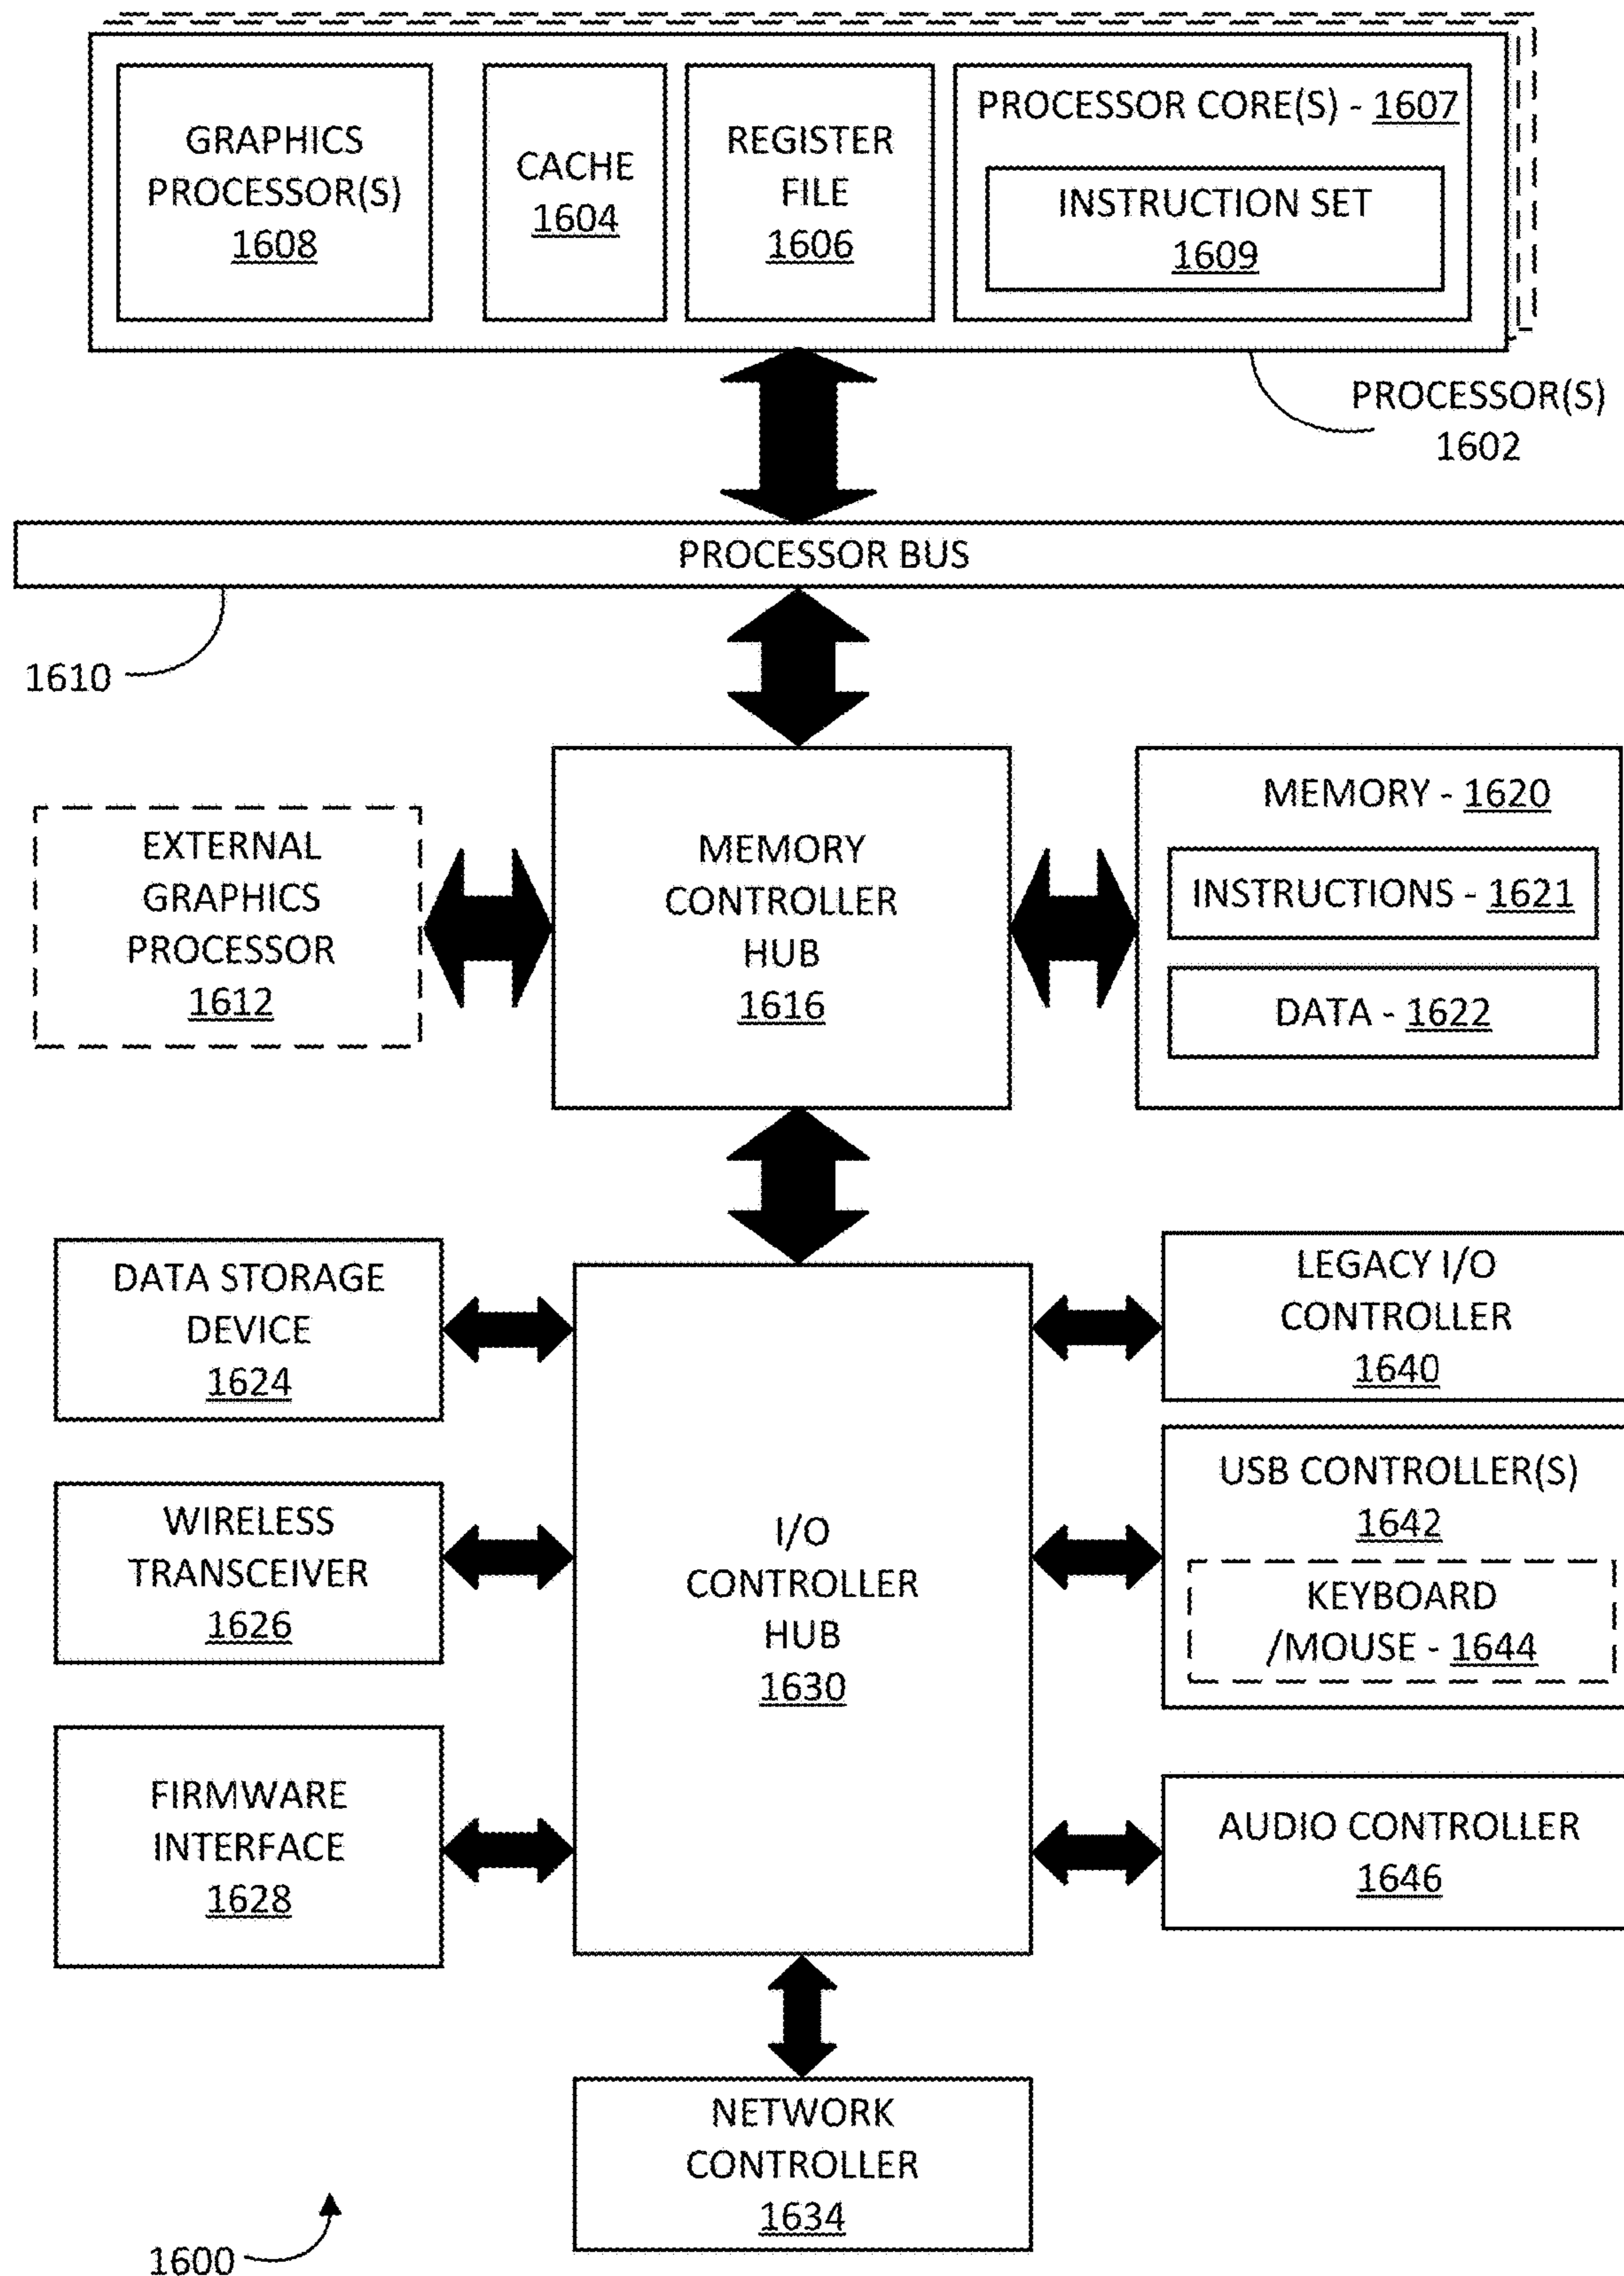 GRAPHICS
PROCESSOR(S)
1608
CACHE
1604
REGISTER
FILE
1606
PROCESSOR CORE(S) - 1607
INSTRUCTION SET
1609
PROCESSOR(S)
1602
PROCESSOR BUS
1610
EXTERNAL
GRAPHICS
PROCESSOR
1612
MEMORY
CONTROLLER
HUB
1616
MEMORY - 1620
INSTRUCTIONS - 1621
DATA - 1622
DATA STORAGE
DEVICE
1624
WIRELESS
TRANSCEIVER
1626
FIRMWARE
INTERFACE
1628
I/O
CONTROLLER
HUB
1630
LEGACY I/O
CONTROLLER
1640
USB CONTROLLER(S)
1642
KEYBOARD
/MOUSE - 1644
AUDIO CONTROLLER
1646
NETWORK
CONTROLLER
1634
1600